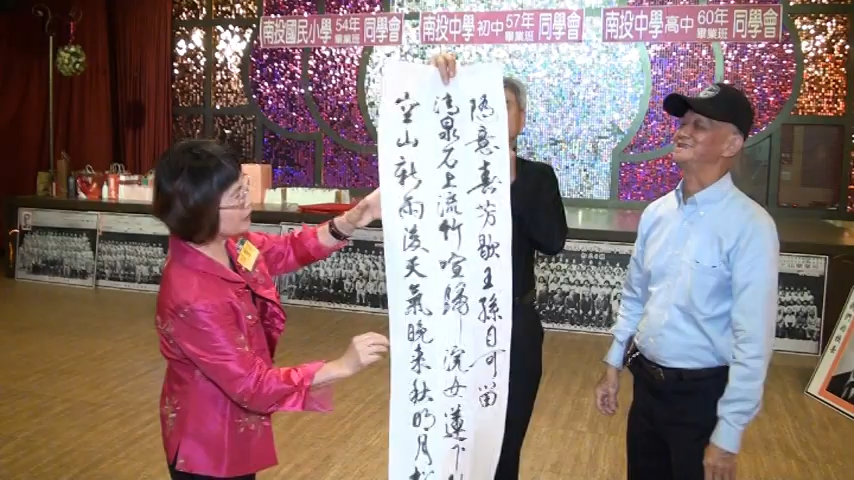 南投國民小學 54年畢業班 同學會
南投中學初中 57年畢業班 同學會
南投中學高中 60年畢業班 同學會
空山新雨後天氣晚來秋明月松
清泉石上流竹喧歸浣女蓮下
隨意春芳歇王孫自可留